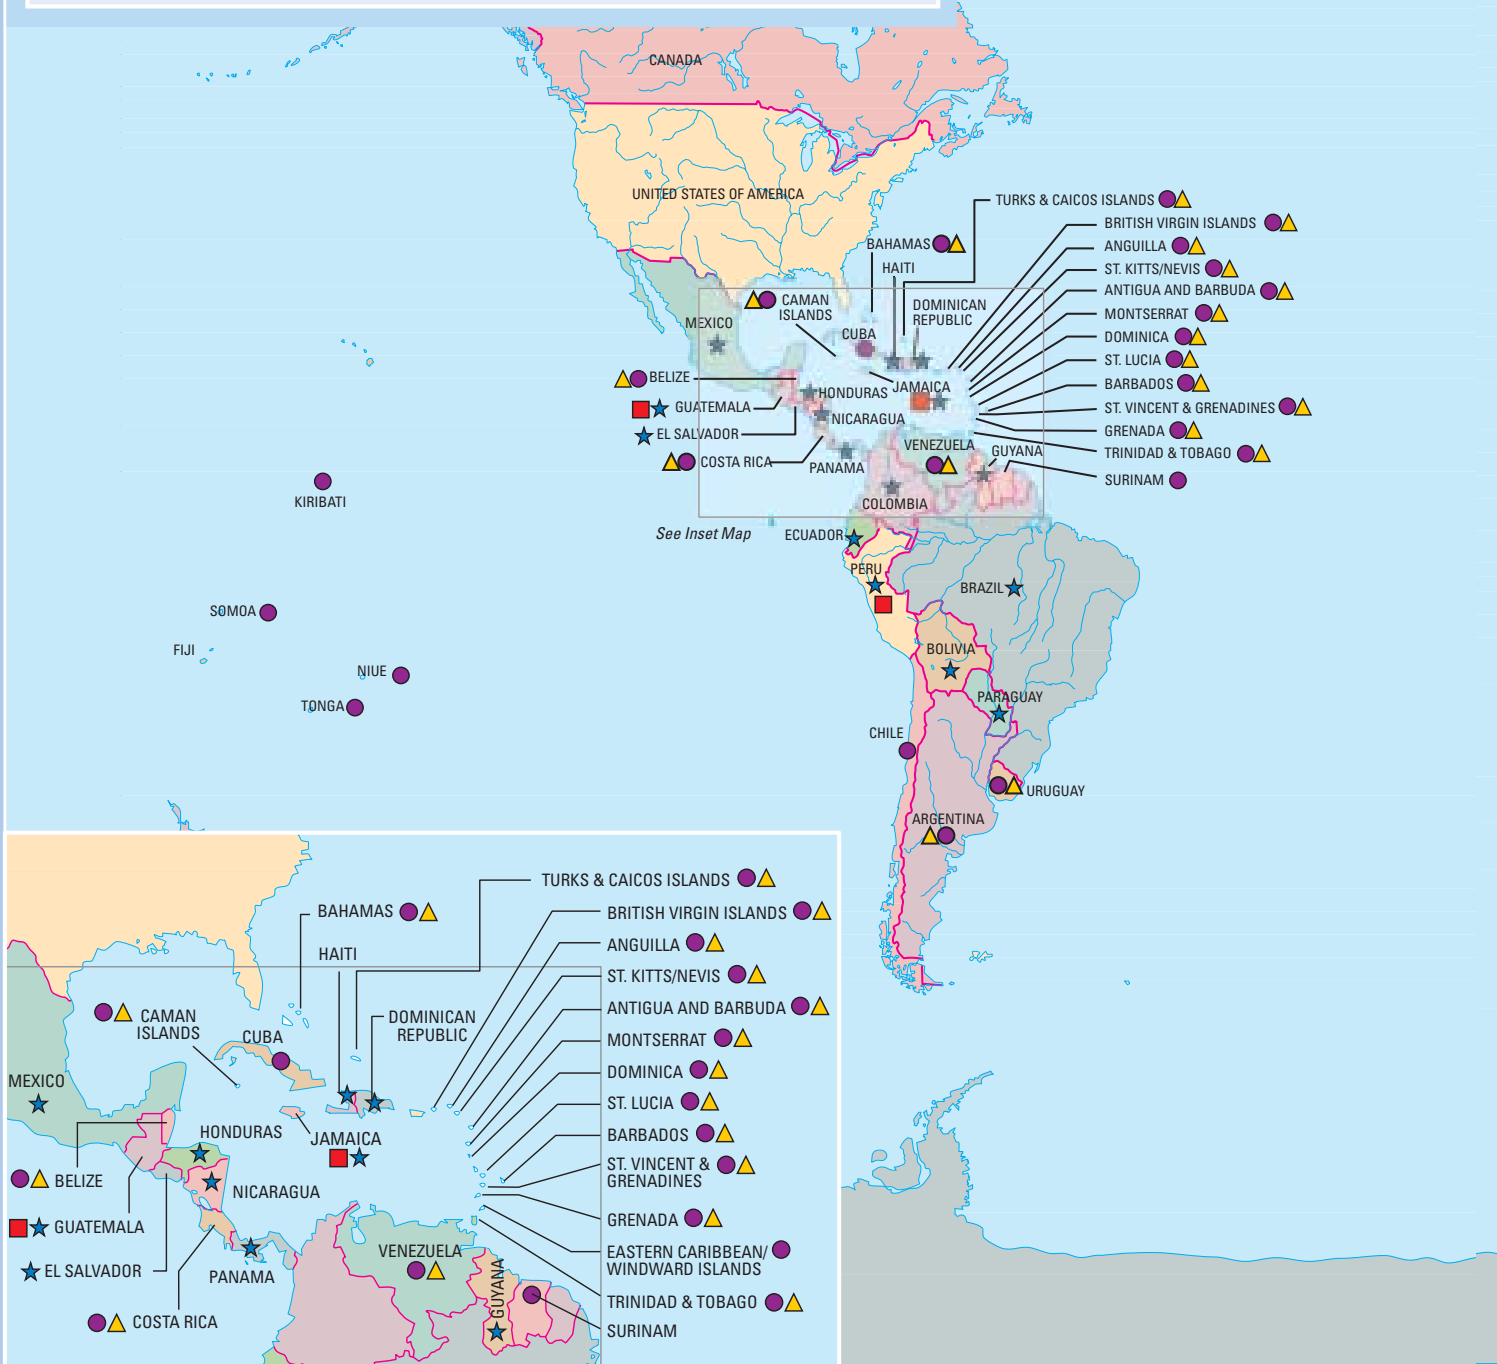 CANADA
UNITED STATES OF AMERICA
TURKS & CAICOS ISLANDS
BRITISH VIRGIN ISLANDS
BAHAMAS
ANGUILLA
HAITI
ST. KITTS/NEVIS
ANTIGUA AND BARBUDA
CAMAN
ISLANDS
DOMINICAN
REPUBLIC
MONTSERRAT
MEXICO
CUBA
DOMINICA
ST. LUCIA
BELIZE
JAMAICA
BARBADOS
HONDURAS
GUATEMALA
ST. VINCENT & GRENADINES
NICARAGUA
EL SALVADOR
GRENADA
VENEZUELA
GUYANA
TRINIDAD & TOBAGO
COSTA RICA
PANAMA
SURINAM
KIRIBATI
COLOMBIA
See Inset Map
ECUADOR
PERU
BRAZIL
SOMOA
FIJI
BOLIVIA
NIUE
PARAGUAY
TONGA
CHILE
URUGUAY
ARGENTINA
TURKS & CAICOS ISLANDS
BAHAMAS
BRITISH VIRGIN ISLANDS
ANGUILLA
HAITI
ST. KITTS/NEVIS
ANTIGUA AND BARBUDA
CAMAN
ISLANDS
DOMINICAN
REPUBLIC
CUBA
MONTSERRAT
DOMINICA
MEXICO
ST. LUCIA
HONDURAS
JAMAICA
BARBADOS
ST. VINCENT &
GRENADINES
BELIZE
NICARAGUA
GRENADA
GUATEMALA
VENEZUELA
EASTERN CARIBBEAN/
WINDWARD ISLANDS
EL SALVADOR
PANAMA
GUYANA
TRINIDAD & TOBAGO
COSTA RICA
SURINAM